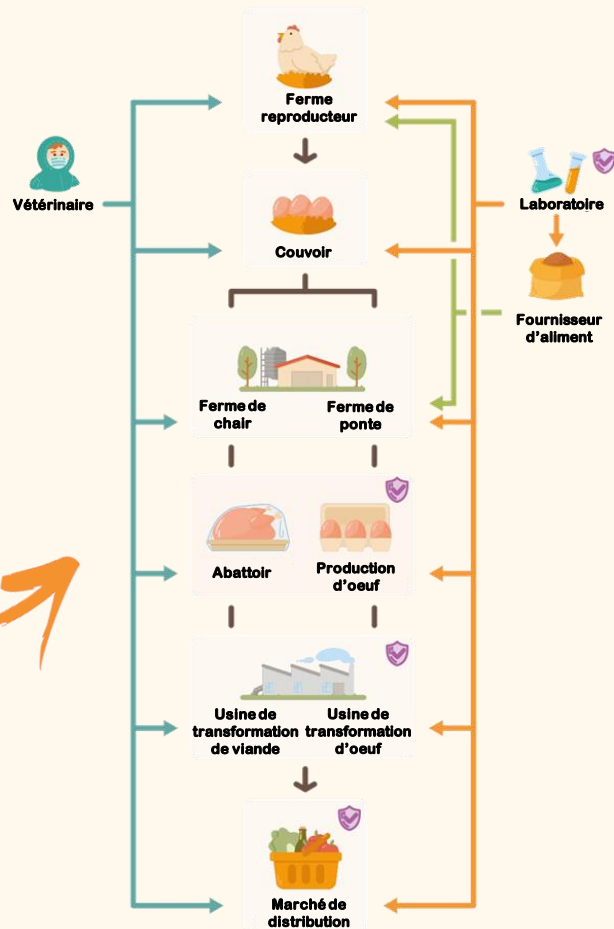 Ferme
reproducteur
Vétérinaire
Laboratoire
Couvoir
Fournisseur
d'aliment
Ferme de
chair
Ferme de
ponte
Abattoir
Production
d'oeuf
Usine de
transformation
de viande
Usine de
transformation
d'oeuf
Marché de
distribution